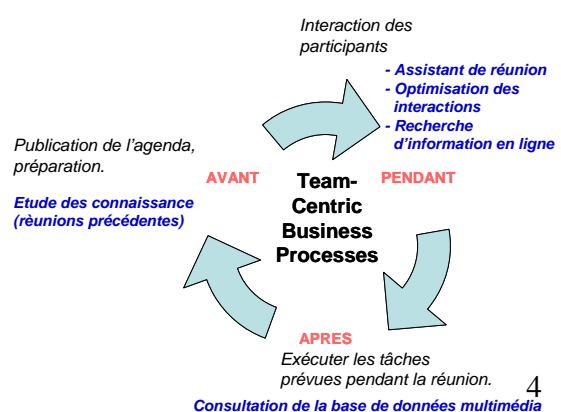 Interaction des
participants
- Assistant de réunion
- Optimisation des
interactions
- Recherche
d'information en ligne
Publication de l'agenda,
préparation.
Etude des connaissance
(rèunions précédentes)
AVANT
Team-
Centric
Business
Processes
PENDANT
APRES
Exécuter les tâches
prévues pendant la réunion.
Consultation de la base de données multimédia
4